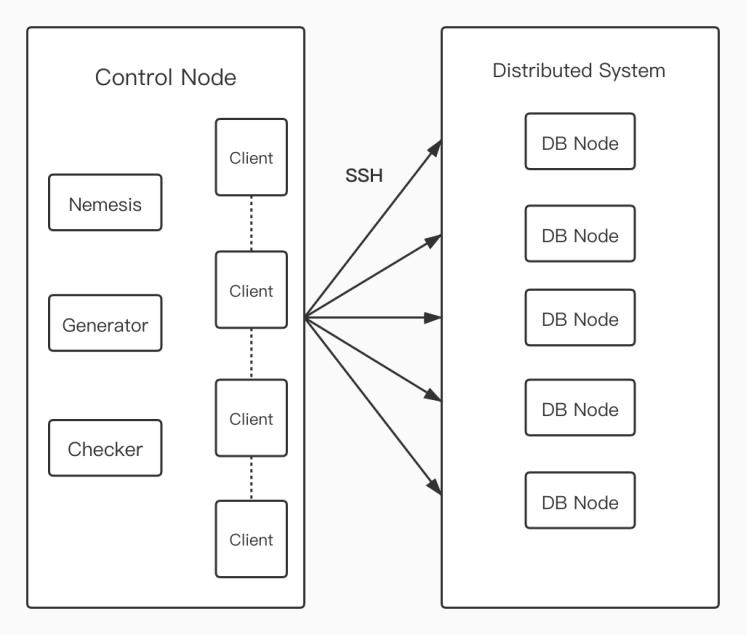 Control Node
Nemesis
Generator
Checker
Client
Client
Client
Client
SSH
Distributed System
DB Node
DB Node
DB Node
DB Node
DB Node